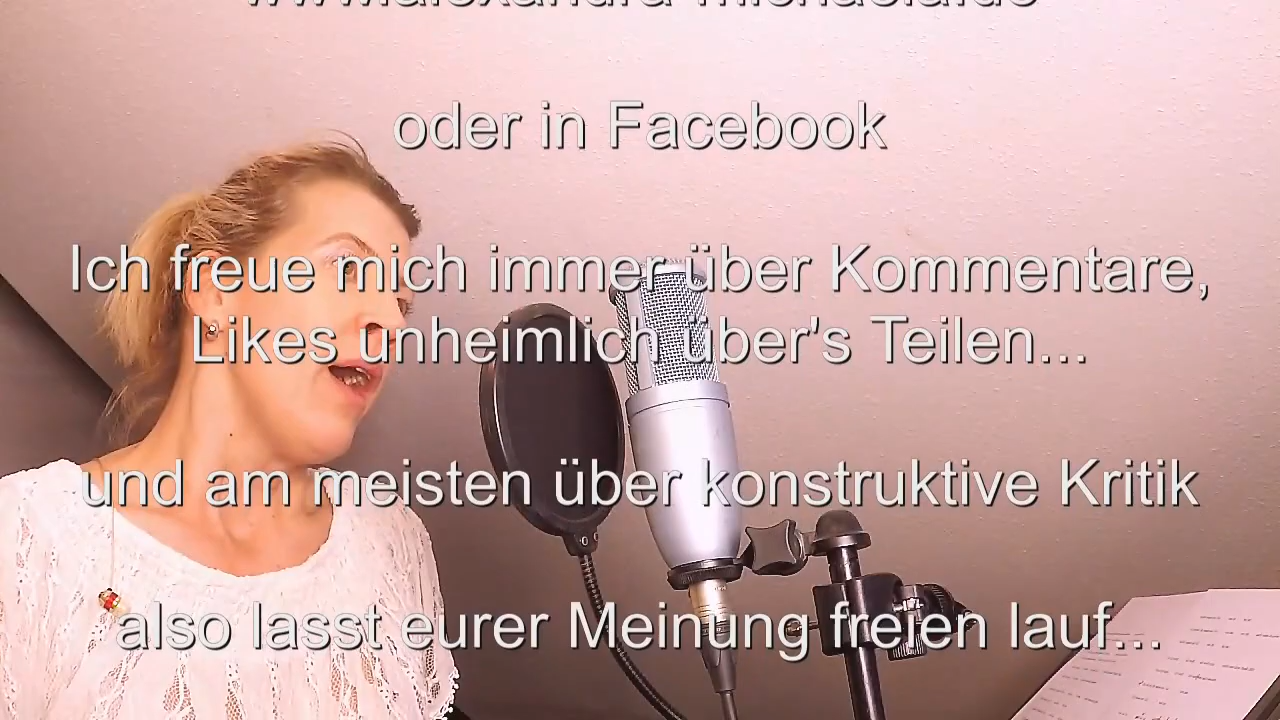 oder in Facebook
Ich freue mich immer über Kommentare,
Likes unheimlich über's Teilen...
und am meisten über konstruktive Kritik
also lasst eurer Meinung freien lauf...